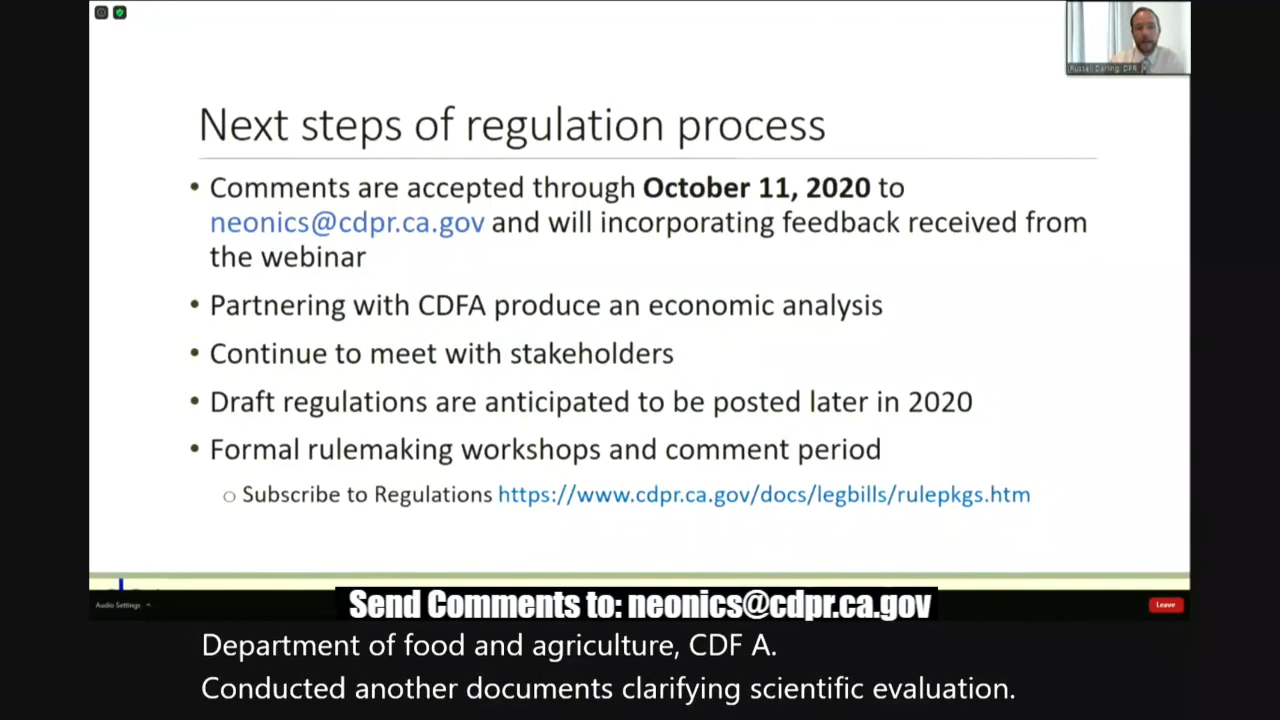 Russell Darling, DPR
Next steps of regulation process
• Comments are accepted through October 11, 2020 to
neonics@cdpr.ca.gov and will incorporating feedback received from
the webinar
• Partnering with CDFA produce an economic analysis
• Continue to meet with stakeholders
• Draft regulations are anticipated to be posted later in 2020
• Formal rulemaking workshops and comment period
○ Subscribe to Regulations https://www.cdpr.ca.gov/docs/legbills/rulepkgs.htm
Audio Settings
Send Comments to: neonics@cdpr.ca.gov
Leave
Department of food and agriculture, CDF A.
Conducted another documents clarifying scientific evaluation.